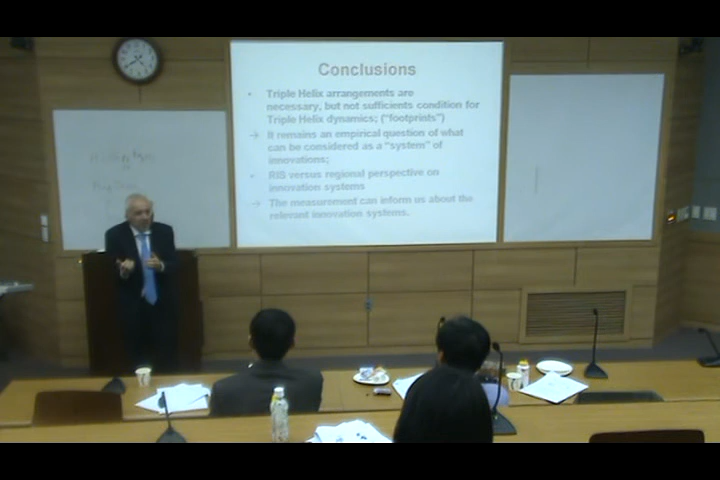 Conclusions
• Triple Helix arrangements are
necessary, but not sufficients condition for
Triple Helix dynamics; ("footprints")
→ It remains an empirical question of what
can be considered as a "system" of
innovations;
• RIS versus regional perspective on
innovation systems
→ The measurement can inform us about the
relevant innovation systems.